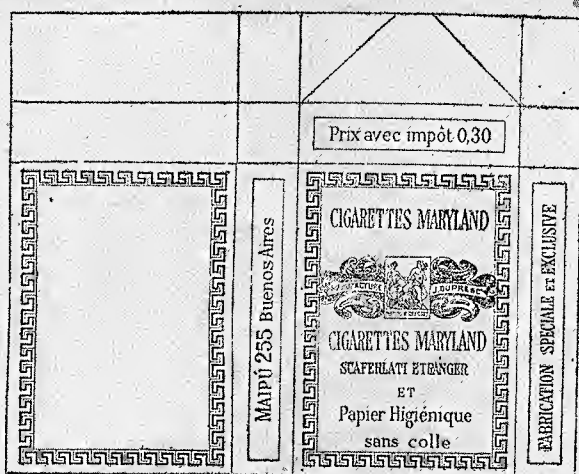 Prix avec impôt 0,30
MAIPÚ 255 Buenos Aires
CIGARETTES MARYLAND
J. DUPRE
CIGARETTES MARYLAND
SCAFERLATI ETRANGER
ET
Papier Higiénique
sans colle
FABRICATION SPECIALE ET EXCLUSIVE